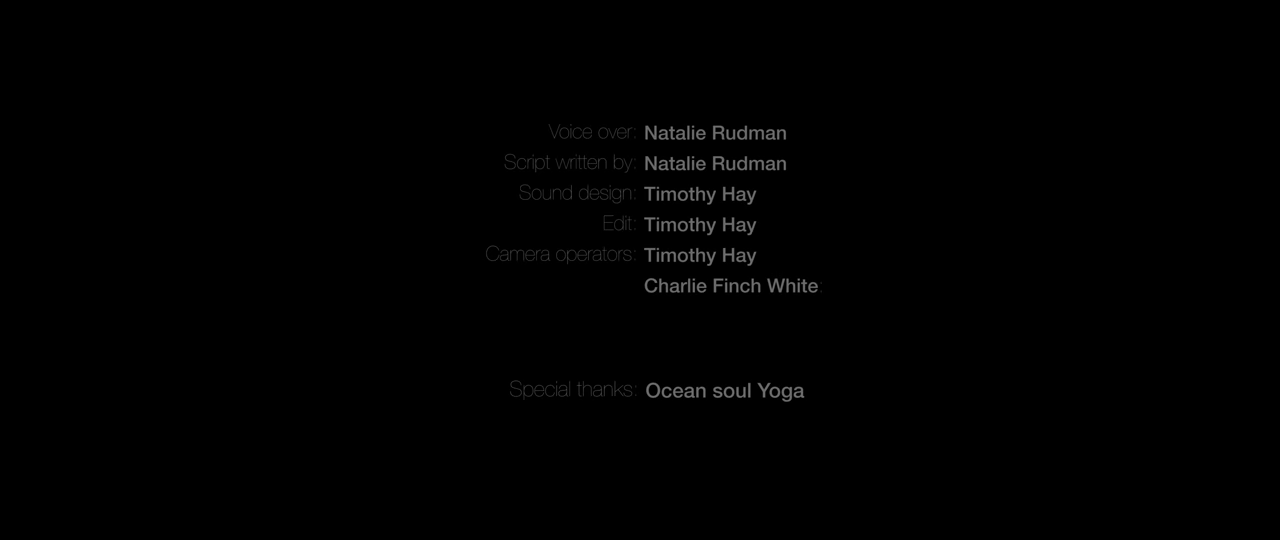 Voice over: Natalie Rudman
Script written by: Natalie Rudman
Sound design: Timothy Hay
Edit: Timothy Hay
Camera operators: Timothy Hay
Charlie Finch White:
Special thanks: Ocean soul Yoga